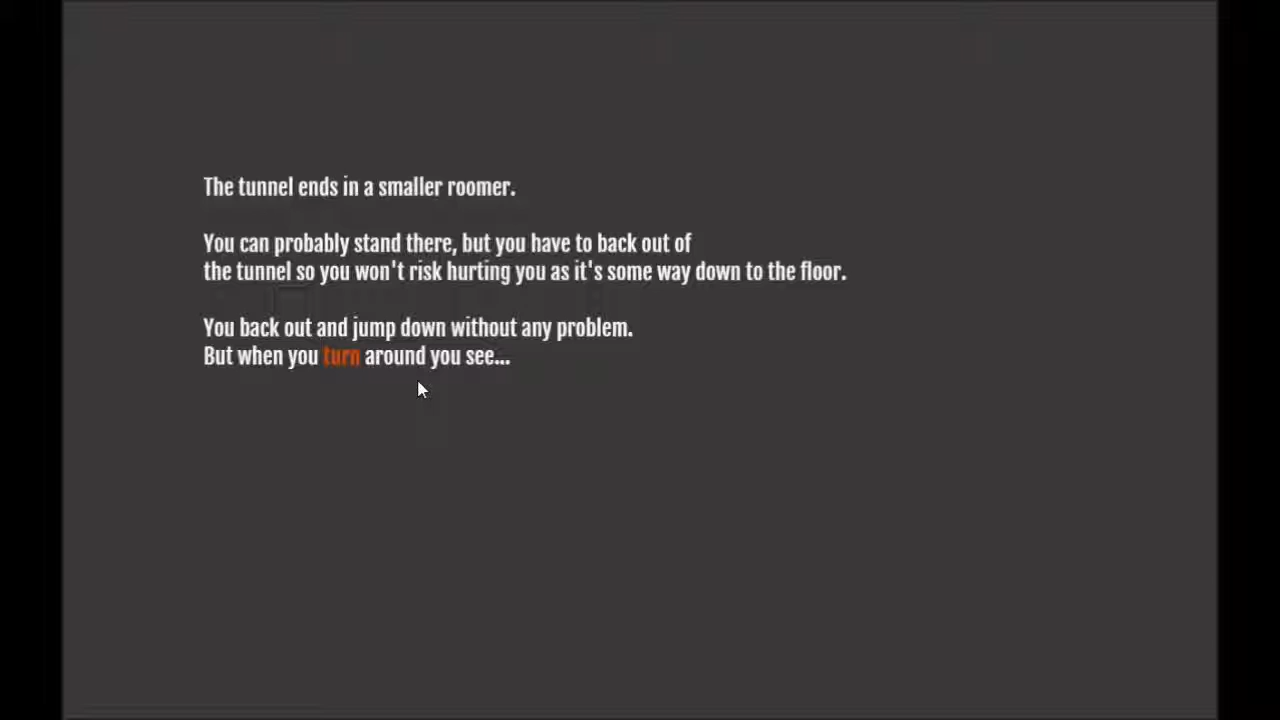 The tunnel ends in a smaller roomer.
You can probably stand there, but you have to back out of
the tunnel so you won't risk hurting you as it's some way down to the floor.
You back out and jump down without any problem.
But when you turn around you see...